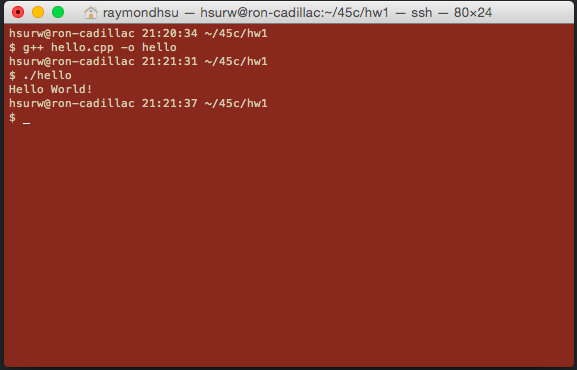 raymondhsu — hsurw@ron-cadillac:~/45c/hw1 — ssh — 80×24
hsurw@ron-cadillac 21:20:34 ~/45c/hw1
$ g++ hello.cpp -o hello
hsurw@ron-cadillac 21:21:31 ~/45c/hw1
$ ./hello
Hello World!
hsurw@ron-cadillac 21:21:37 ~/45c/hw1
$ _